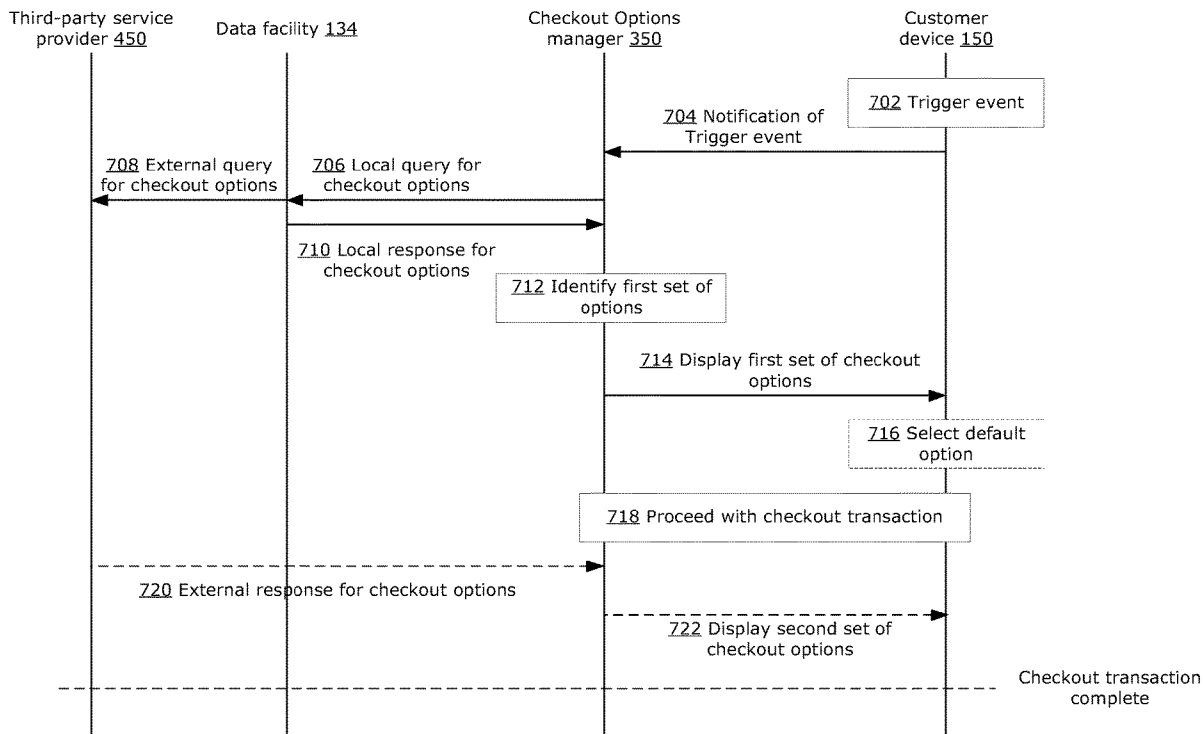 Third-party service
provider 450
Data facility 134
Checkout Options
manager 350
Customer
device 150
702 Trigger event
704 Notification of
Trigger event
708 External query
for checkout options
706 Local query for
checkout options
710 Local response for
checkout options
712 Identify first set of
options
714 Display first set of checkout
options
716 Select default
option
718 Proceed with checkout transaction
720 External response for checkout options
722 Display second set of
checkout options
Checkout transaction
complete